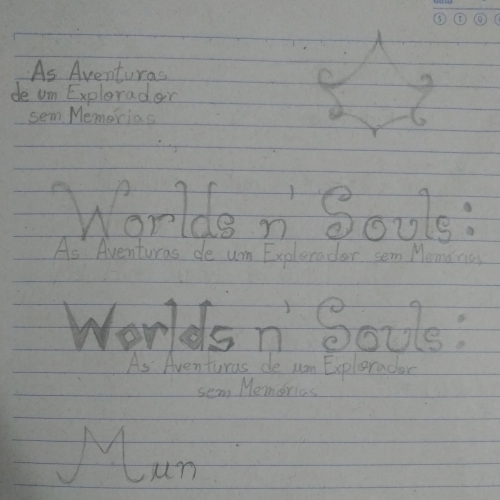 As Aventuras
de um Explorador
sem Memórias
Worlds n' Souls:
As Aventuras de um Explorador sem Memórias
Worlds n' Souls:
As Aventuras de um Explorador
sem Memórias
Mun